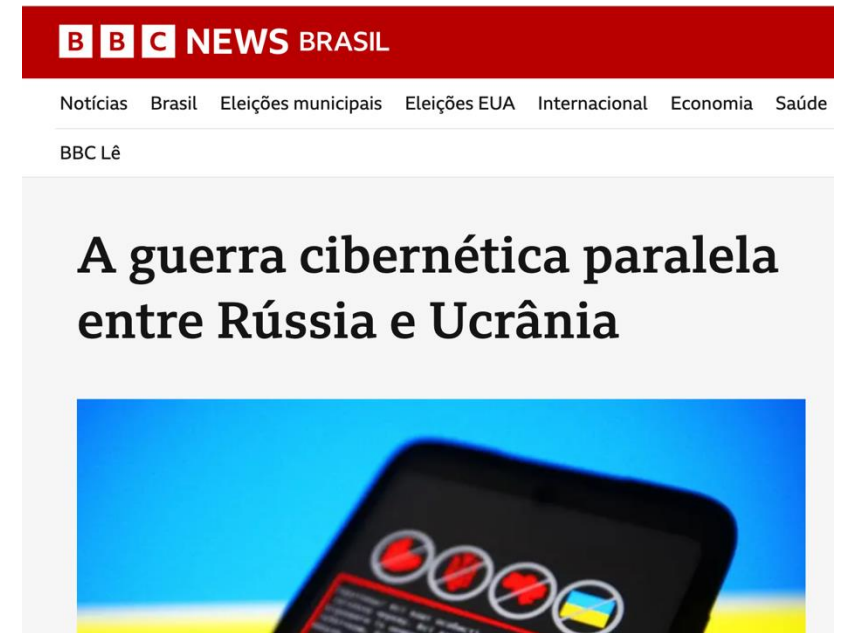 BBC NEWS BRASIL
Notícias Brasil Eleições municipais Eleições EUA Internacional Economia Saúde
BBC Lê
A guerra cibernética paralela
entre Rússia e Ucrânia